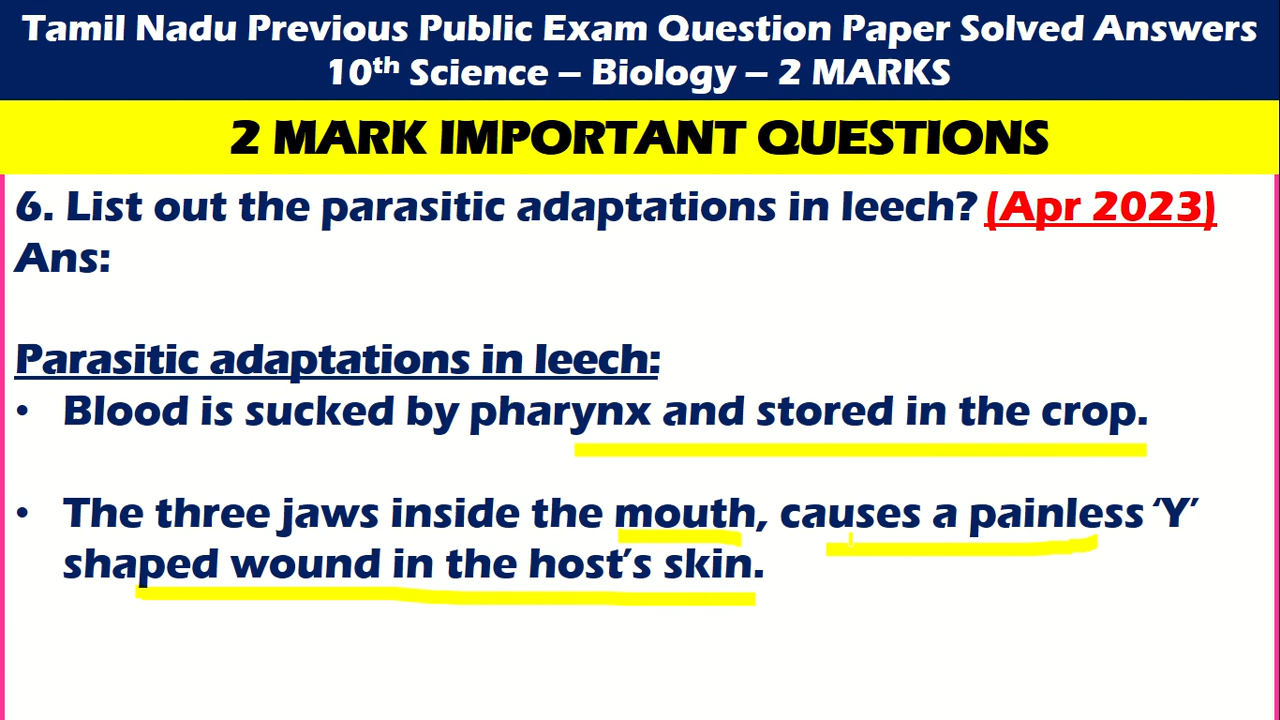 Tamil Nadu Previous Public Exam Question Paper Solved Answers
10th Science – Biology – 2 MARKS
2 MARK IMPORTANT QUESTIONS
6. List out the parasitic adaptations in leech? (Apr 2023)
Ans:
Parasitic adaptations in leech:
• Blood is sucked by pharynx and stored in the crop.
• The three jaws inside the mouth, causes a painless ‘Y’
shaped wound in the host’s skin.